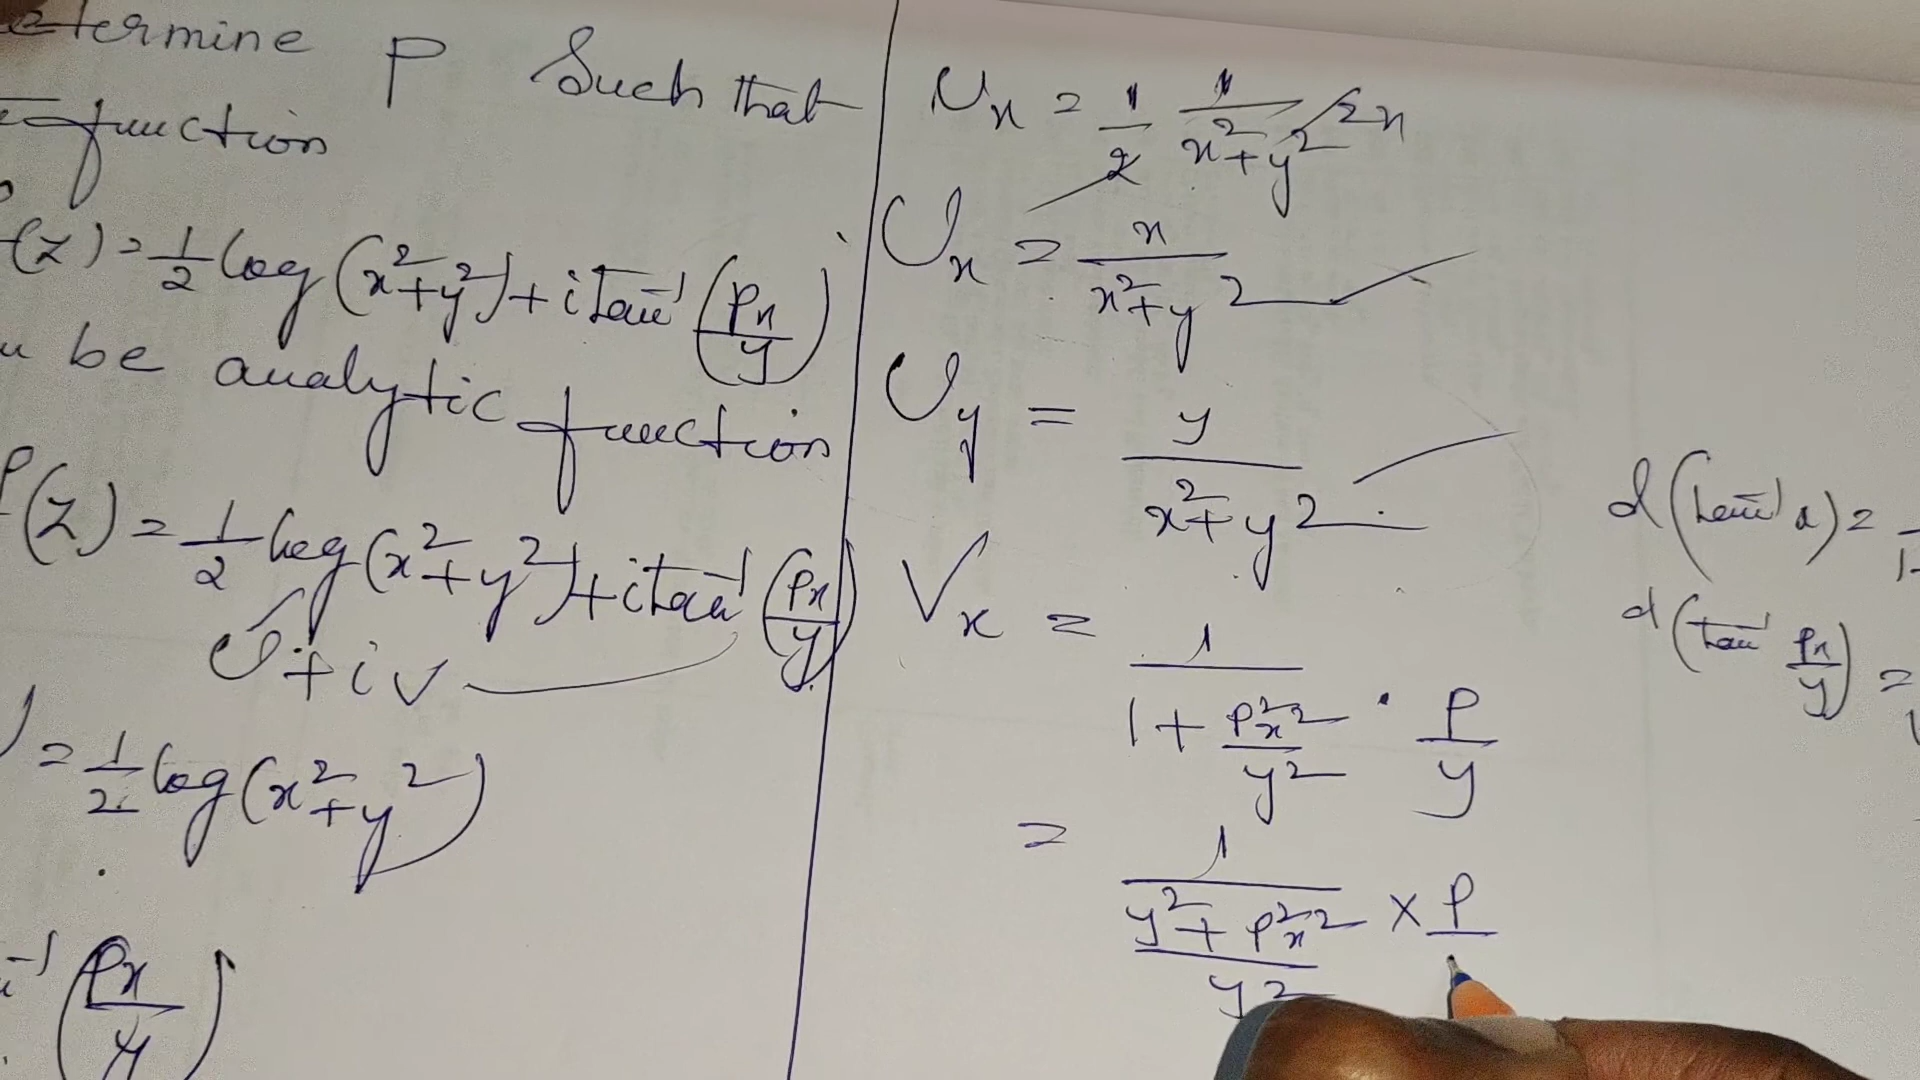 etermine P Such that
function
(z) = 1/2 log (x²+y²) + i tan⁻¹ (px/y)
be analytic function
f(z) = 1/2 log (x²+y²) + i tan⁻¹ (px/y)
U + iv
= 1/2 log (x²+y²)
⁻¹ (px/y)
Ux = 1/2 1/(x²+y²) 2x
Ux = x/(x²+y²)
Uy = y/(x²+y²)
Vx = 1/(1 + p²x²/y²) · p/y
= 1/((y² + p²x²)/y²) × p
d (tan⁻¹ x) =
d (tan⁻¹ px/y) =